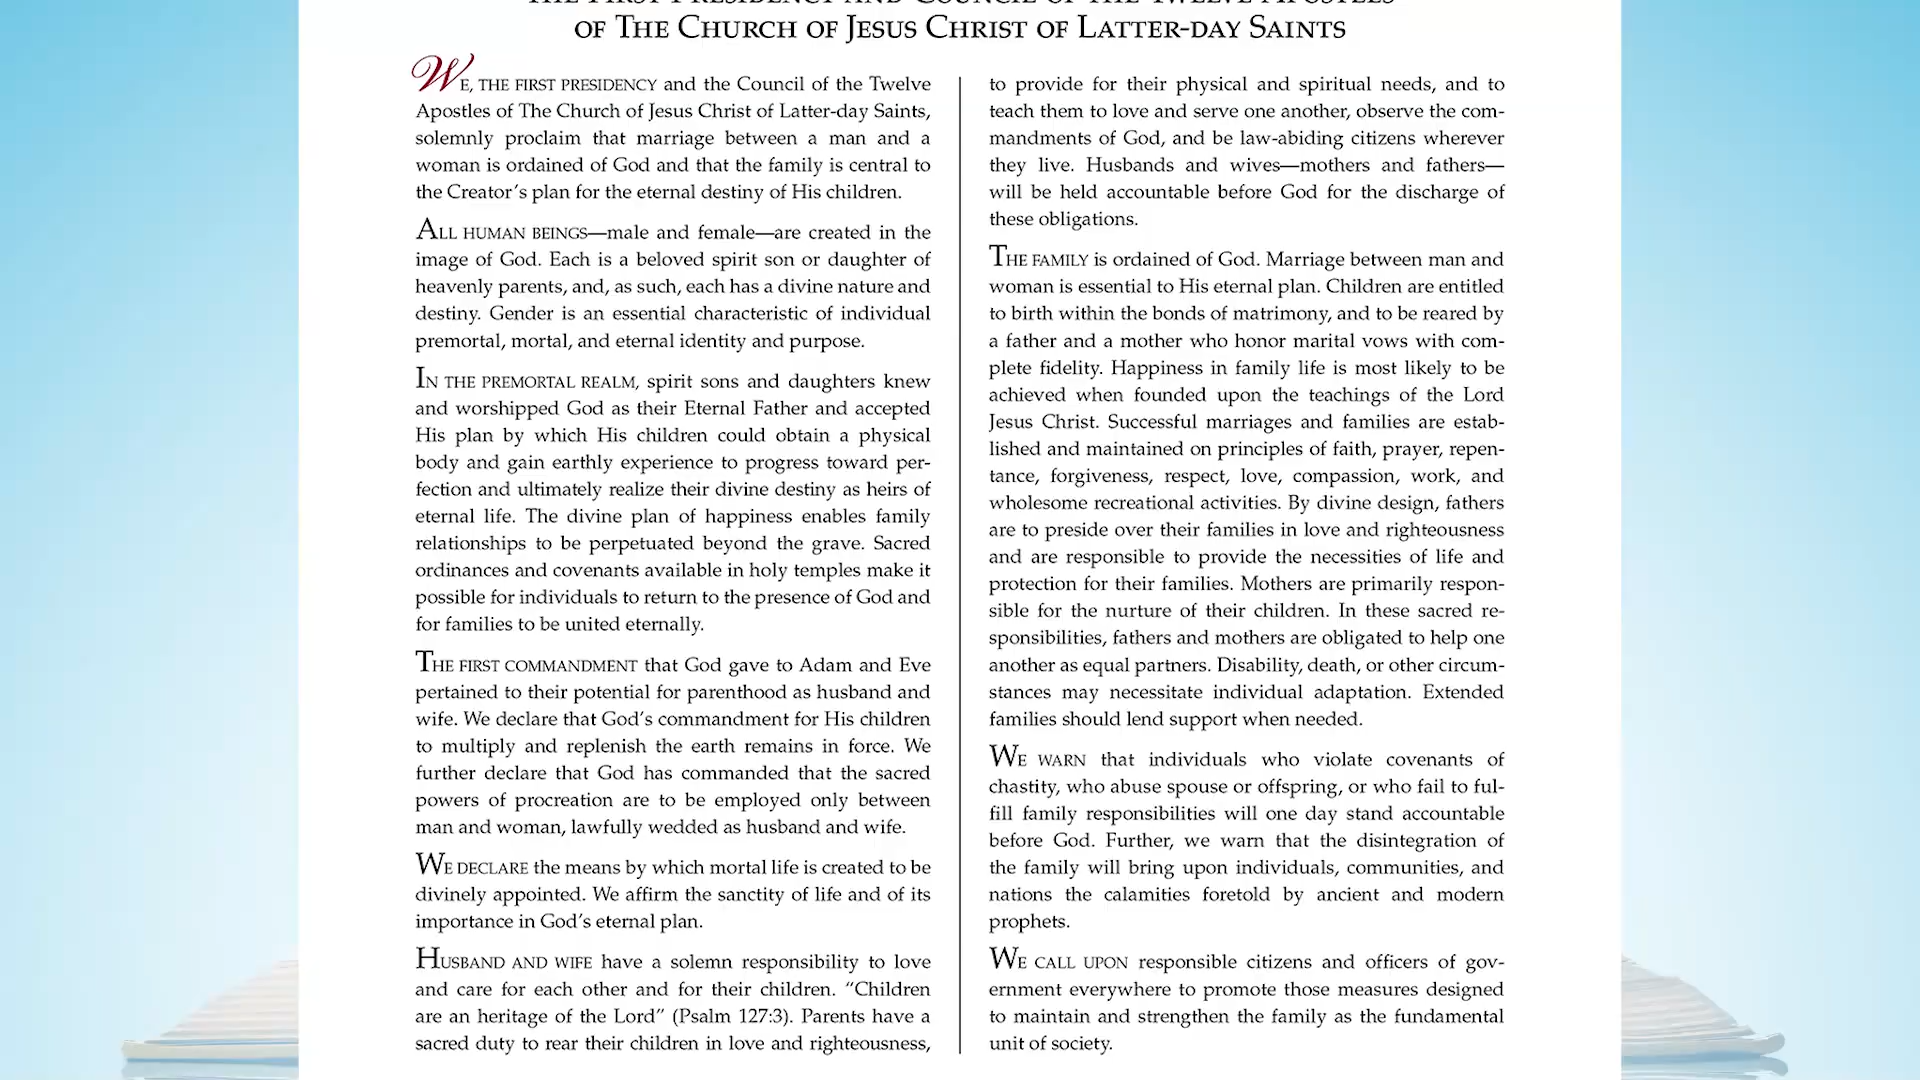 THE FIRST PRESIDENCY AND COUNCIL OF THE TWELVE APOSTLES
OF THE CHURCH OF JESUS CHRIST OF LATTER-DAY SAINTS
WE, THE FIRST PRESIDENCY and the Council of the Twelve
Apostles of The Church of Jesus Christ of Latter-day Saints,
solemnly proclaim that marriage between a man and a
woman is ordained of God and that the family is central to
the Creator's plan for the eternal destiny of His children.
ALL HUMAN BEINGS—male and female—are created in the
image of God. Each is a beloved spirit son or daughter of
heavenly parents, and, as such, each has a divine nature and
destiny. Gender is an essential characteristic of individual
premortal, mortal, and eternal identity and purpose.
IN THE PREMORTAL REALM, spirit sons and daughters knew
and worshipped God as their Eternal Father and accepted
His plan by which His children could obtain a physical
body and gain earthly experience to progress toward per-
fection and ultimately realize their divine destiny as heirs of
eternal life. The divine plan of happiness enables family
relationships to be perpetuated beyond the grave. Sacred
ordinances and covenants available in holy temples make it
possible for individuals to return to the presence of God and
for families to be united eternally.
THE FIRST COMMANDMENT that God gave to Adam and Eve
pertained to their potential for parenthood as husband and
wife. We declare that God's commandment for His children
to multiply and replenish the earth remains in force. We
further declare that God has commanded that the sacred
powers of procreation are to be employed only between
man and woman, lawfully wedded as husband and wife.
WE DECLARE the means by which mortal life is created to be
divinely appointed. We affirm the sanctity of life and of its
importance in God's eternal plan.
HUSBAND AND WIFE have a solemn responsibility to love
and care for each other and for their children. “Children
are an heritage of the Lord” (Psalm 127:3). Parents have a
sacred duty to rear their children in love and righteousness,
to provide for their physical and spiritual needs, and to
teach them to love and serve one another, observe the com-
mandments of God, and be law-abiding citizens wherever
they live. Husbands and wives—mothers and fathers—
will be held accountable before God for the discharge of
these obligations.
THE FAMILY is ordained of God. Marriage between man and
woman is essential to His eternal plan. Children are entitled
to birth within the bonds of matrimony, and to be reared by
a father and a mother who honor marital vows with com-
plete fidelity. Happiness in family life is most likely to be
achieved when founded upon the teachings of the Lord
Jesus Christ. Successful marriages and families are estab-
lished and maintained on principles of faith, prayer, repen-
tance, forgiveness, respect, love, compassion, work, and
wholesome recreational activities. By divine design, fathers
are to preside over their families in love and righteousness
and are responsible to provide the necessities of life and
protection for their families. Mothers are primarily respon-
sible for the nurture of their children. In these sacred re-
sponsibilities, fathers and mothers are obligated to help one
another as equal partners. Disability, death, or other circum-
stances may necessitate individual adaptation. Extended
families should lend support when needed.
WE WARN that individuals who violate covenants of
chastity, who abuse spouse or offspring, or who fail to ful-
fill family responsibilities will one day stand accountable
before God. Further, we warn that the disintegration of
the family will bring upon individuals, communities, and
nations the calamities foretold by ancient and modern
prophets.
WE CALL UPON responsible citizens and officers of gov-
ernment everywhere to promote those measures designed
to maintain and strengthen the family as the fundamental
unit of society.